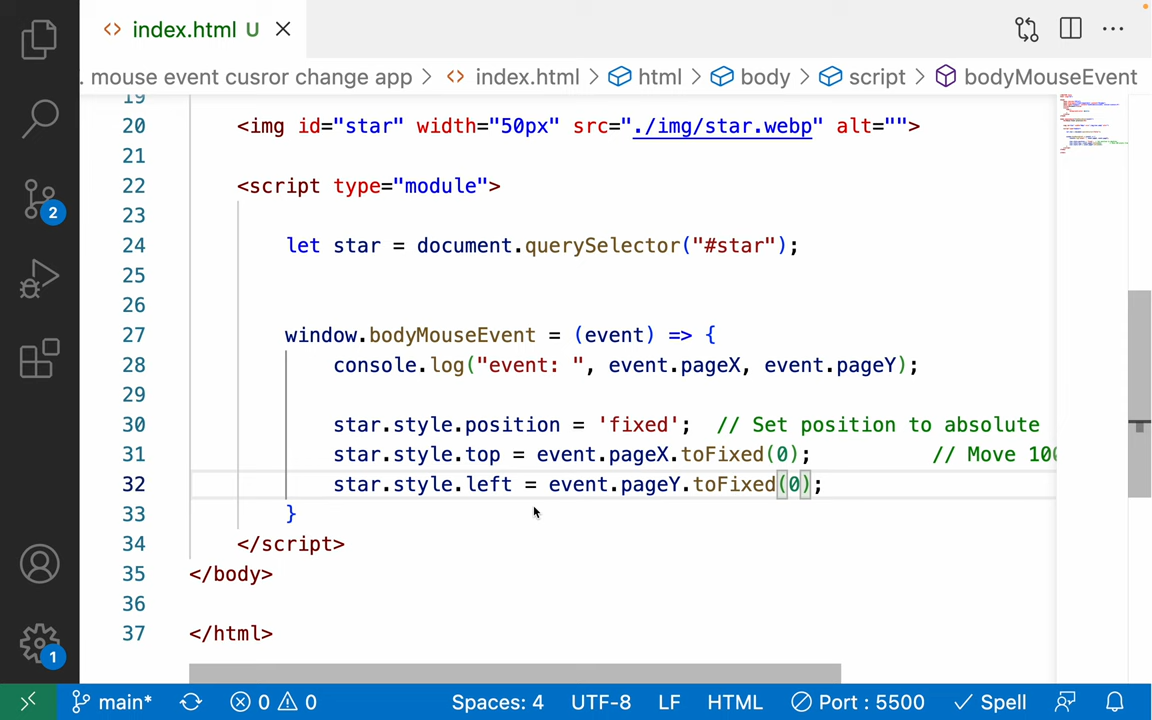 index.html U
. mouse event cusror change app > index.html > html > body > script > bodyMouseEvent
19
20 <img id="star" width="50px" src="./img/star.webp" alt="">
21
22 <script type="module">
23
24 let star = document.querySelector("#star");
25
26
27 window.bodyMouseEvent = (event) => {
28 console.log("event: ", event.pageX, event.pageY);
29
30 star.style.position = 'fixed'; // Set position to absolute
31 star.style.top = event.pageX.toFixed(0); // Move 100
32 star.style.left = event.pageY.toFixed(0);
33 }
34 </script>
35 </body>
36
37 </html>
2
1
main* 0 0 Spaces: 4 UTF-8 LF HTML Port : 5500 Spell